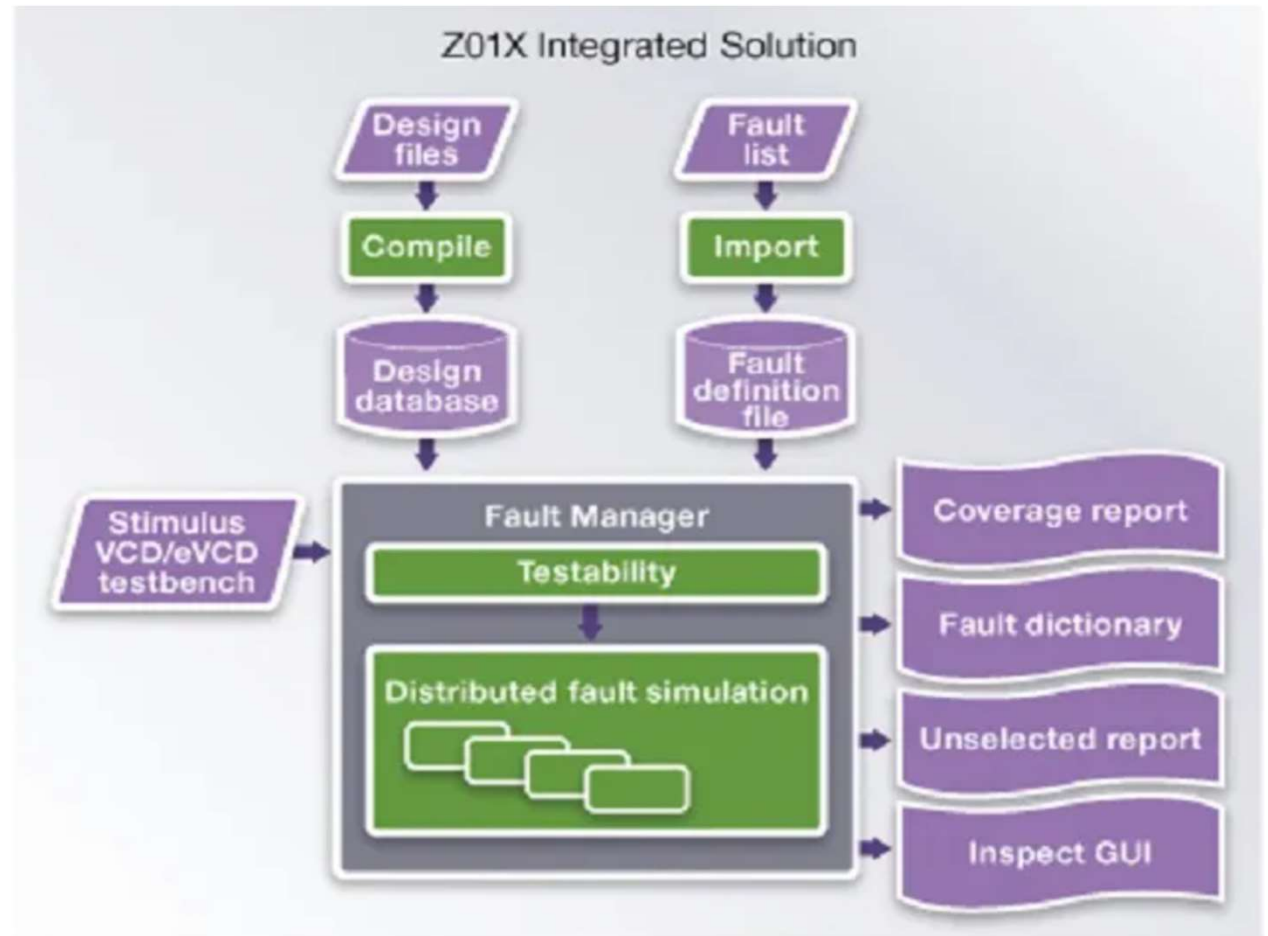 Z01X Integrated Solution
Design
files
Fault
list
Compile
Import
Design
database
Fault
definition
file
Stimulus
VCD/eVCD
testbench
Fault Manager
Testability
Distributed fault simulation
Coverage report
Fault dictionary
Unselected report
Inspect GUI